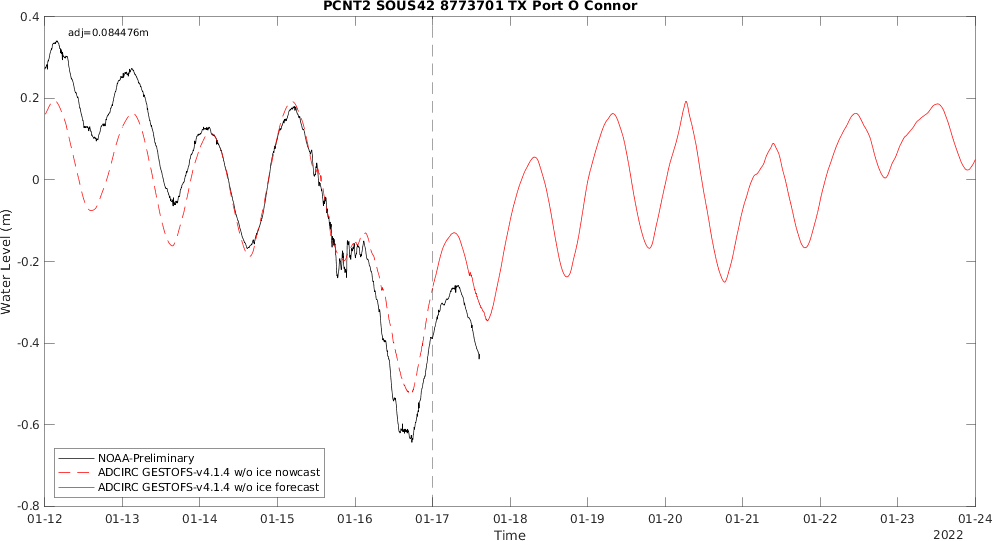 PCNT2 SOUS42 8773701 TX Port O Connor
adj=0.084476m
0.4
0.2
0
-0.2
-0.4
-0.6
-0.8
Water Level (m)
NOAA-Preliminary
ADCIRC GESTOFS-v4.1.4 w/o ice nowcast
ADCIRC GESTOFS-v4.1.4 w/o ice forecast
01-12 01-13 01-14 01-15 01-16 01-17 01-18 01-19 01-20 01-21 01-22 01-23 01-24
Time
2022